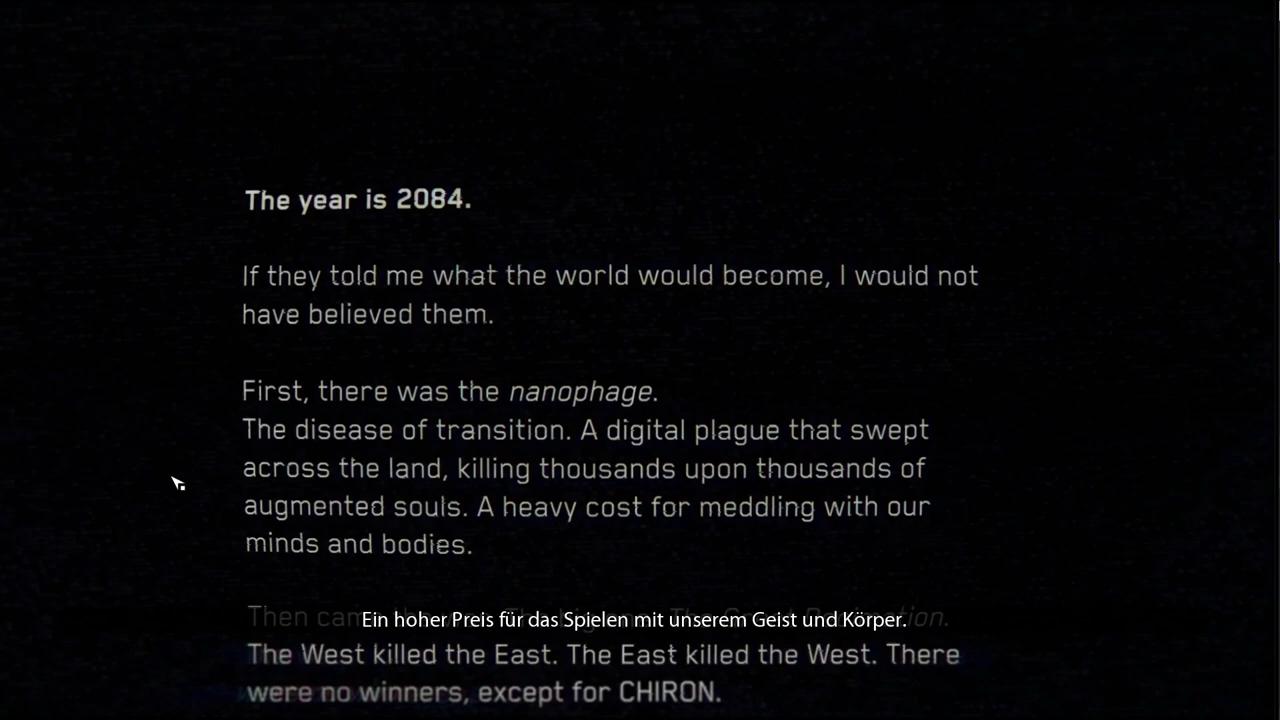 The year is 2084.
If they told me what the world would become, I would not
have believed them.
First, there was the nanophage.
The disease of transition. A digital plague that swept
across the land, killing thousands upon thousands of
augmented souls. A heavy cost for meddling with our
minds and bodies.
Then came the
Ein hoher Preis für das Spielen mit unserem Geist und Körper.
The West killed the East. The East killed the West. There
were no winners, except for CHIRON.